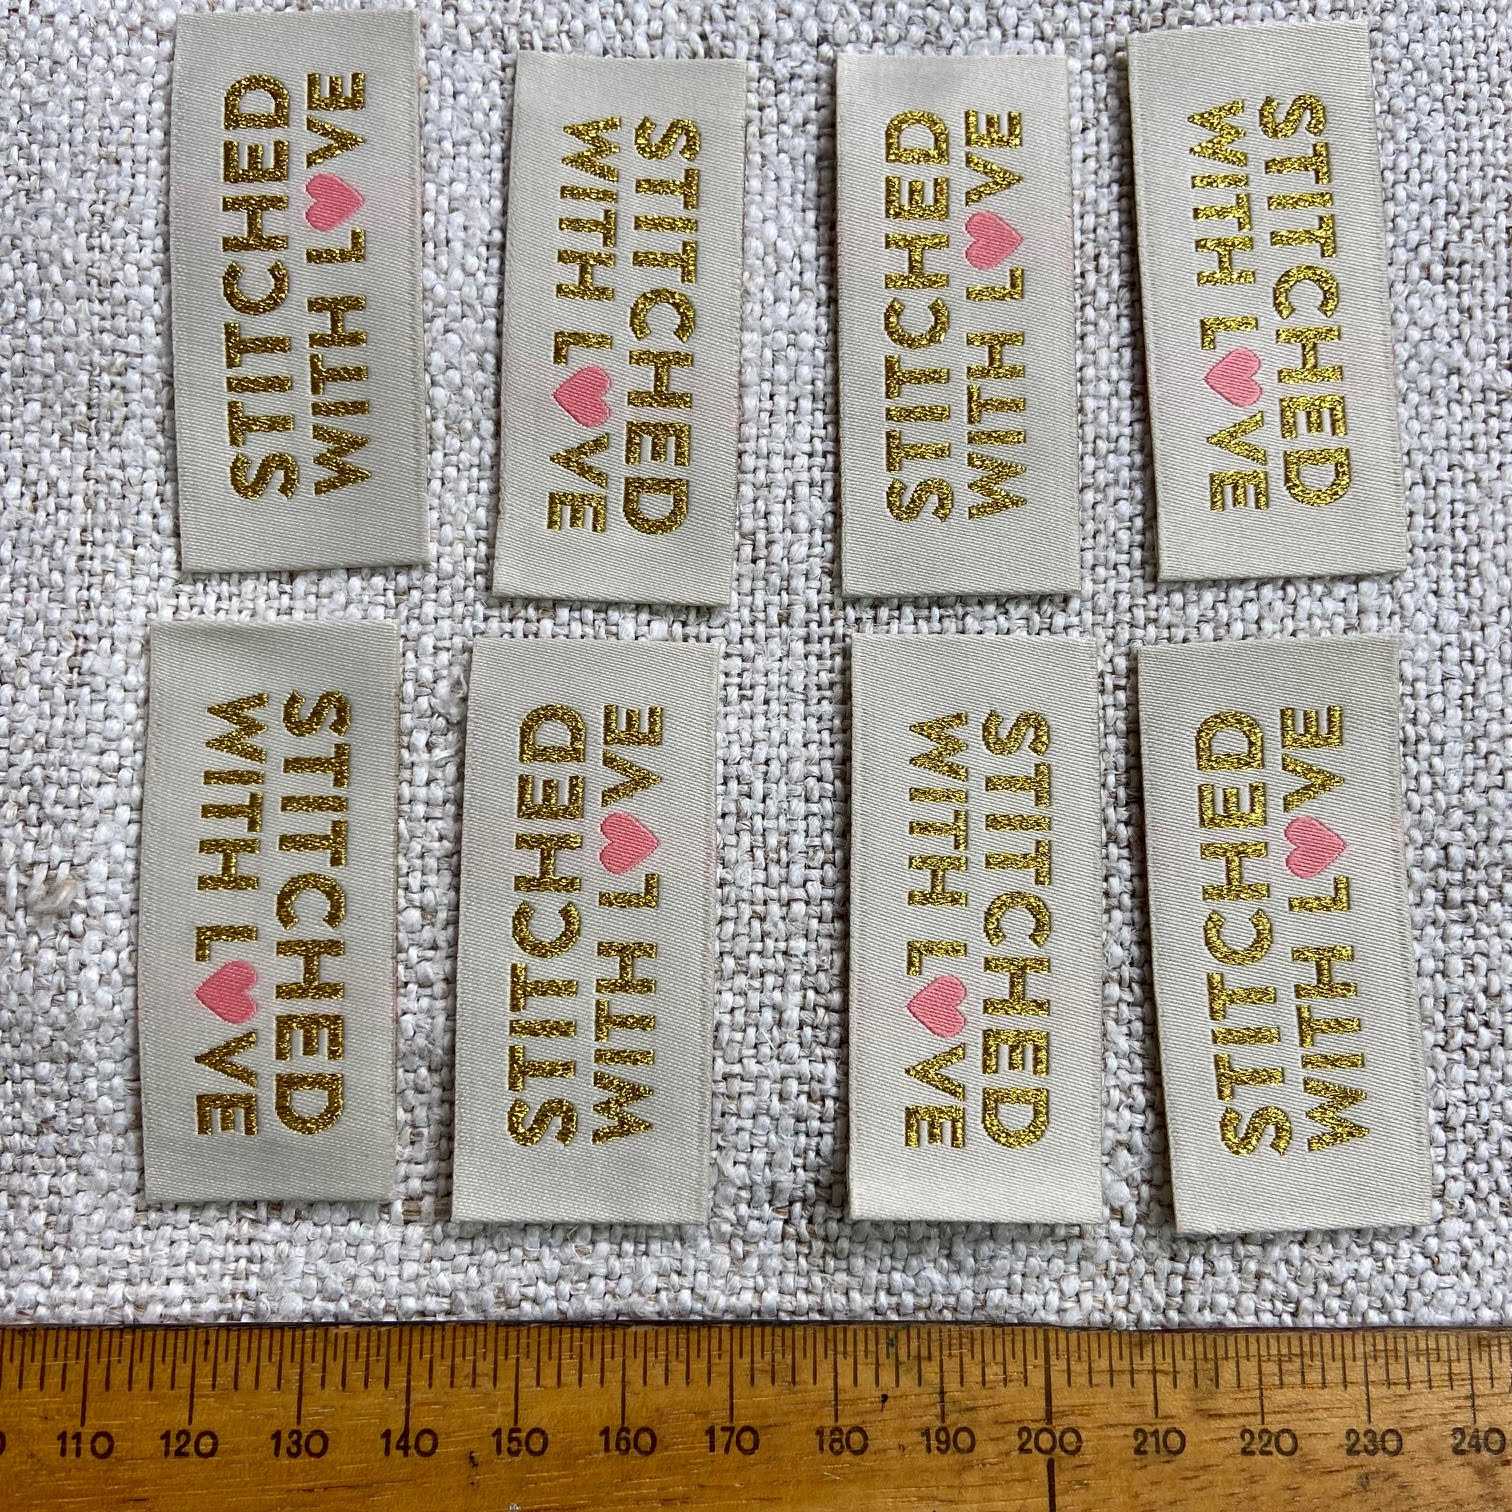 STITCHED
WITH L♥VE
STITCHED
WITH L♥VE
STITCHED
WITH L♥VE
STITCHED
WITH L♥VE
STITCHED
WITH L♥VE
STITCHED
WITH L♥VE
STITCHED
WITH L♥VE
STITCHED
WITH L♥VE
0 110 120 130 140 150 160 170 180 190 200 210 220 230 240